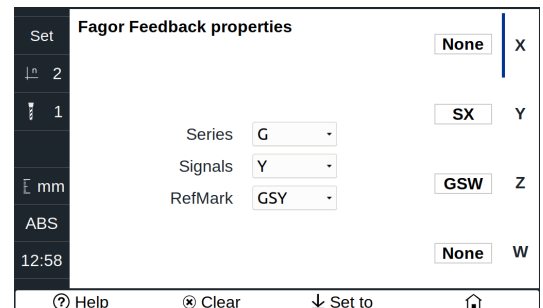 Set
Fagor Feedback properties
None X
n 2
1
SX Y
Series G
Signals Y
RefMark GSY
mm
GSW Z
ABS
12:58
None W
? Help
Clear
Set to